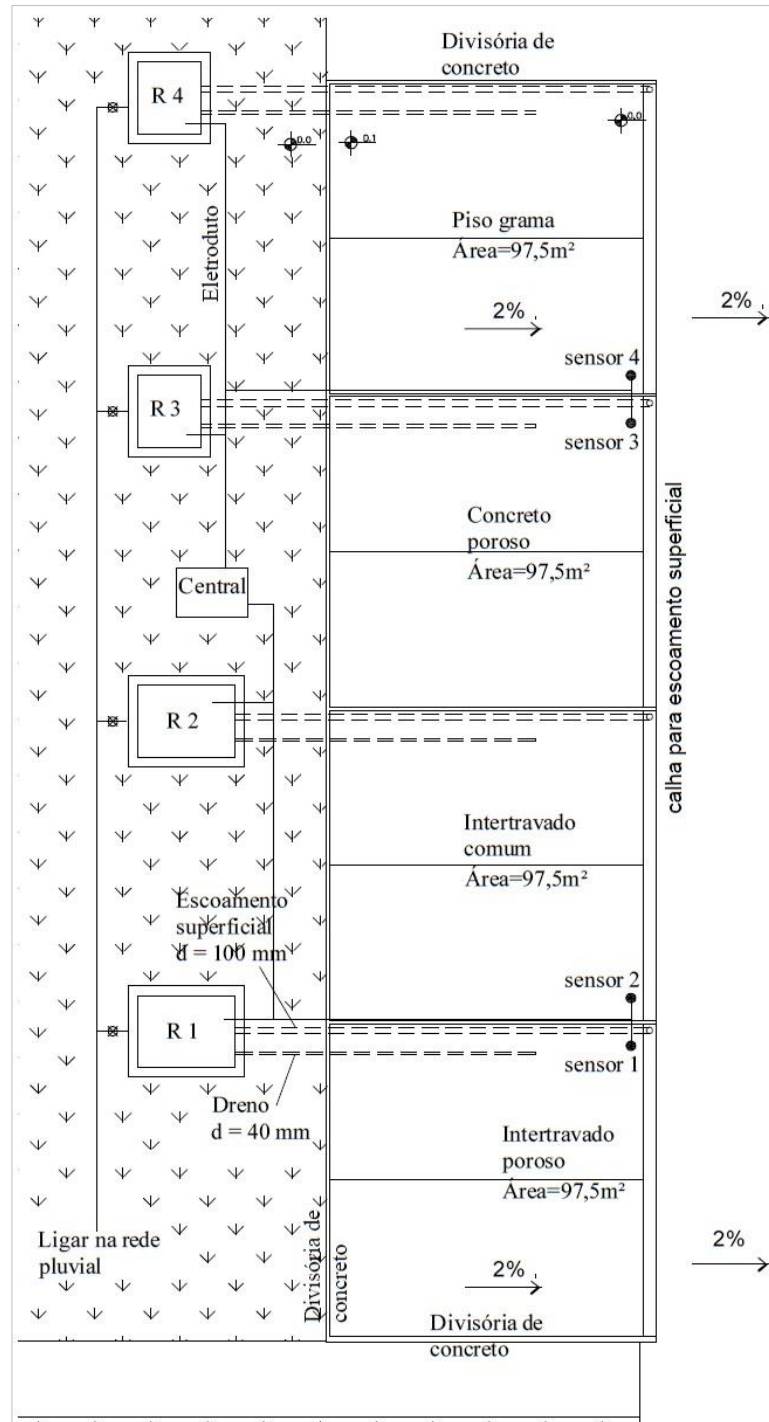 Divisória de
concreto
R 4
0.0
0.1
0.0
Piso grama
Área=97,5m²
Eletroduto
2%
2%
sensor 4
R 3
sensor 3
Concreto
poroso
Área=97,5m²
calha para escoamento superficial
Central
R 2
Intertravado
comum
Área=97,5m²
Escoamento
superficial
d = 100 mm
sensor 2
R 1
sensor 1
Dreno
d = 40 mm
Intertravado
poroso
Área=97,5m²
Ligar na rede
pluvial
Divisória de
concreto
2%
2%
Divisória de
concreto